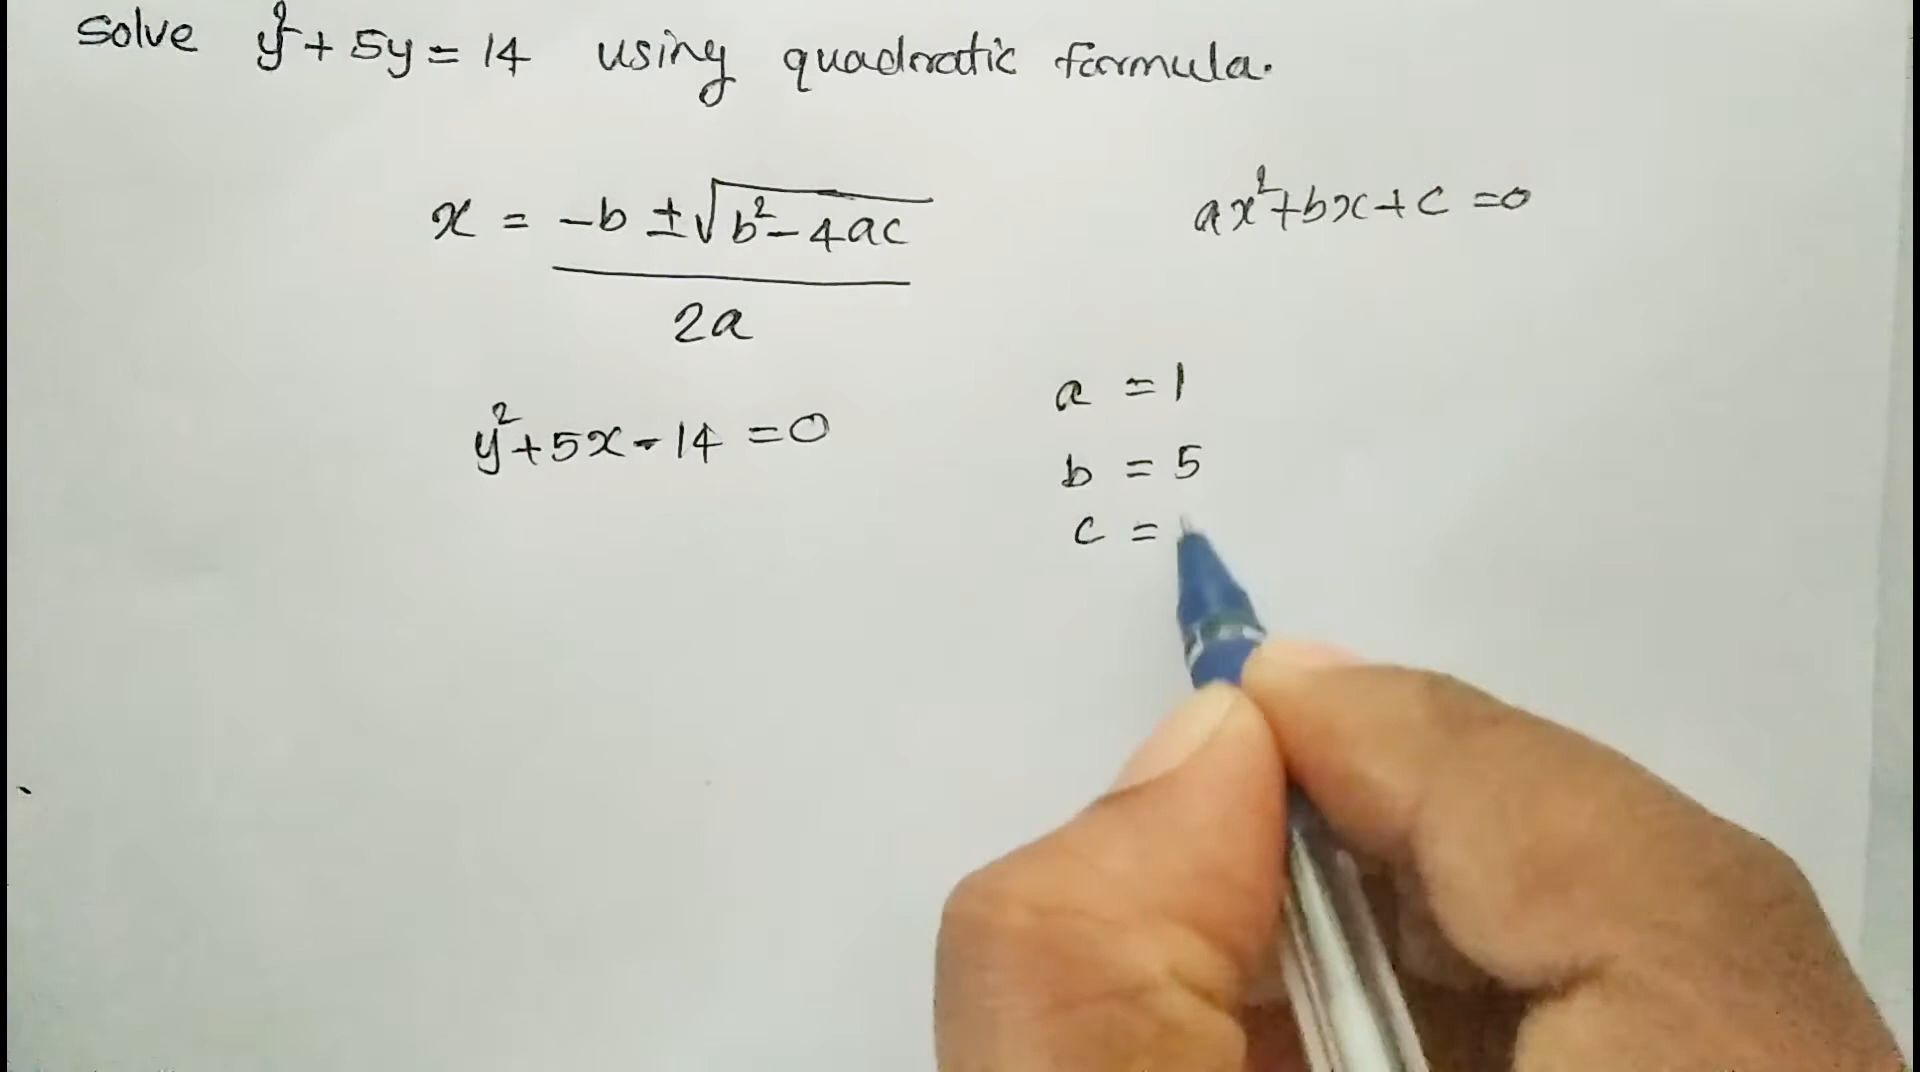 Solve y²+ 5y = 14 using quadratic formula.
x = -b ±√b²-4ac
2a
ax²+bx+c =0
y²+5x-14 =0
a = 1
b = 5
c =